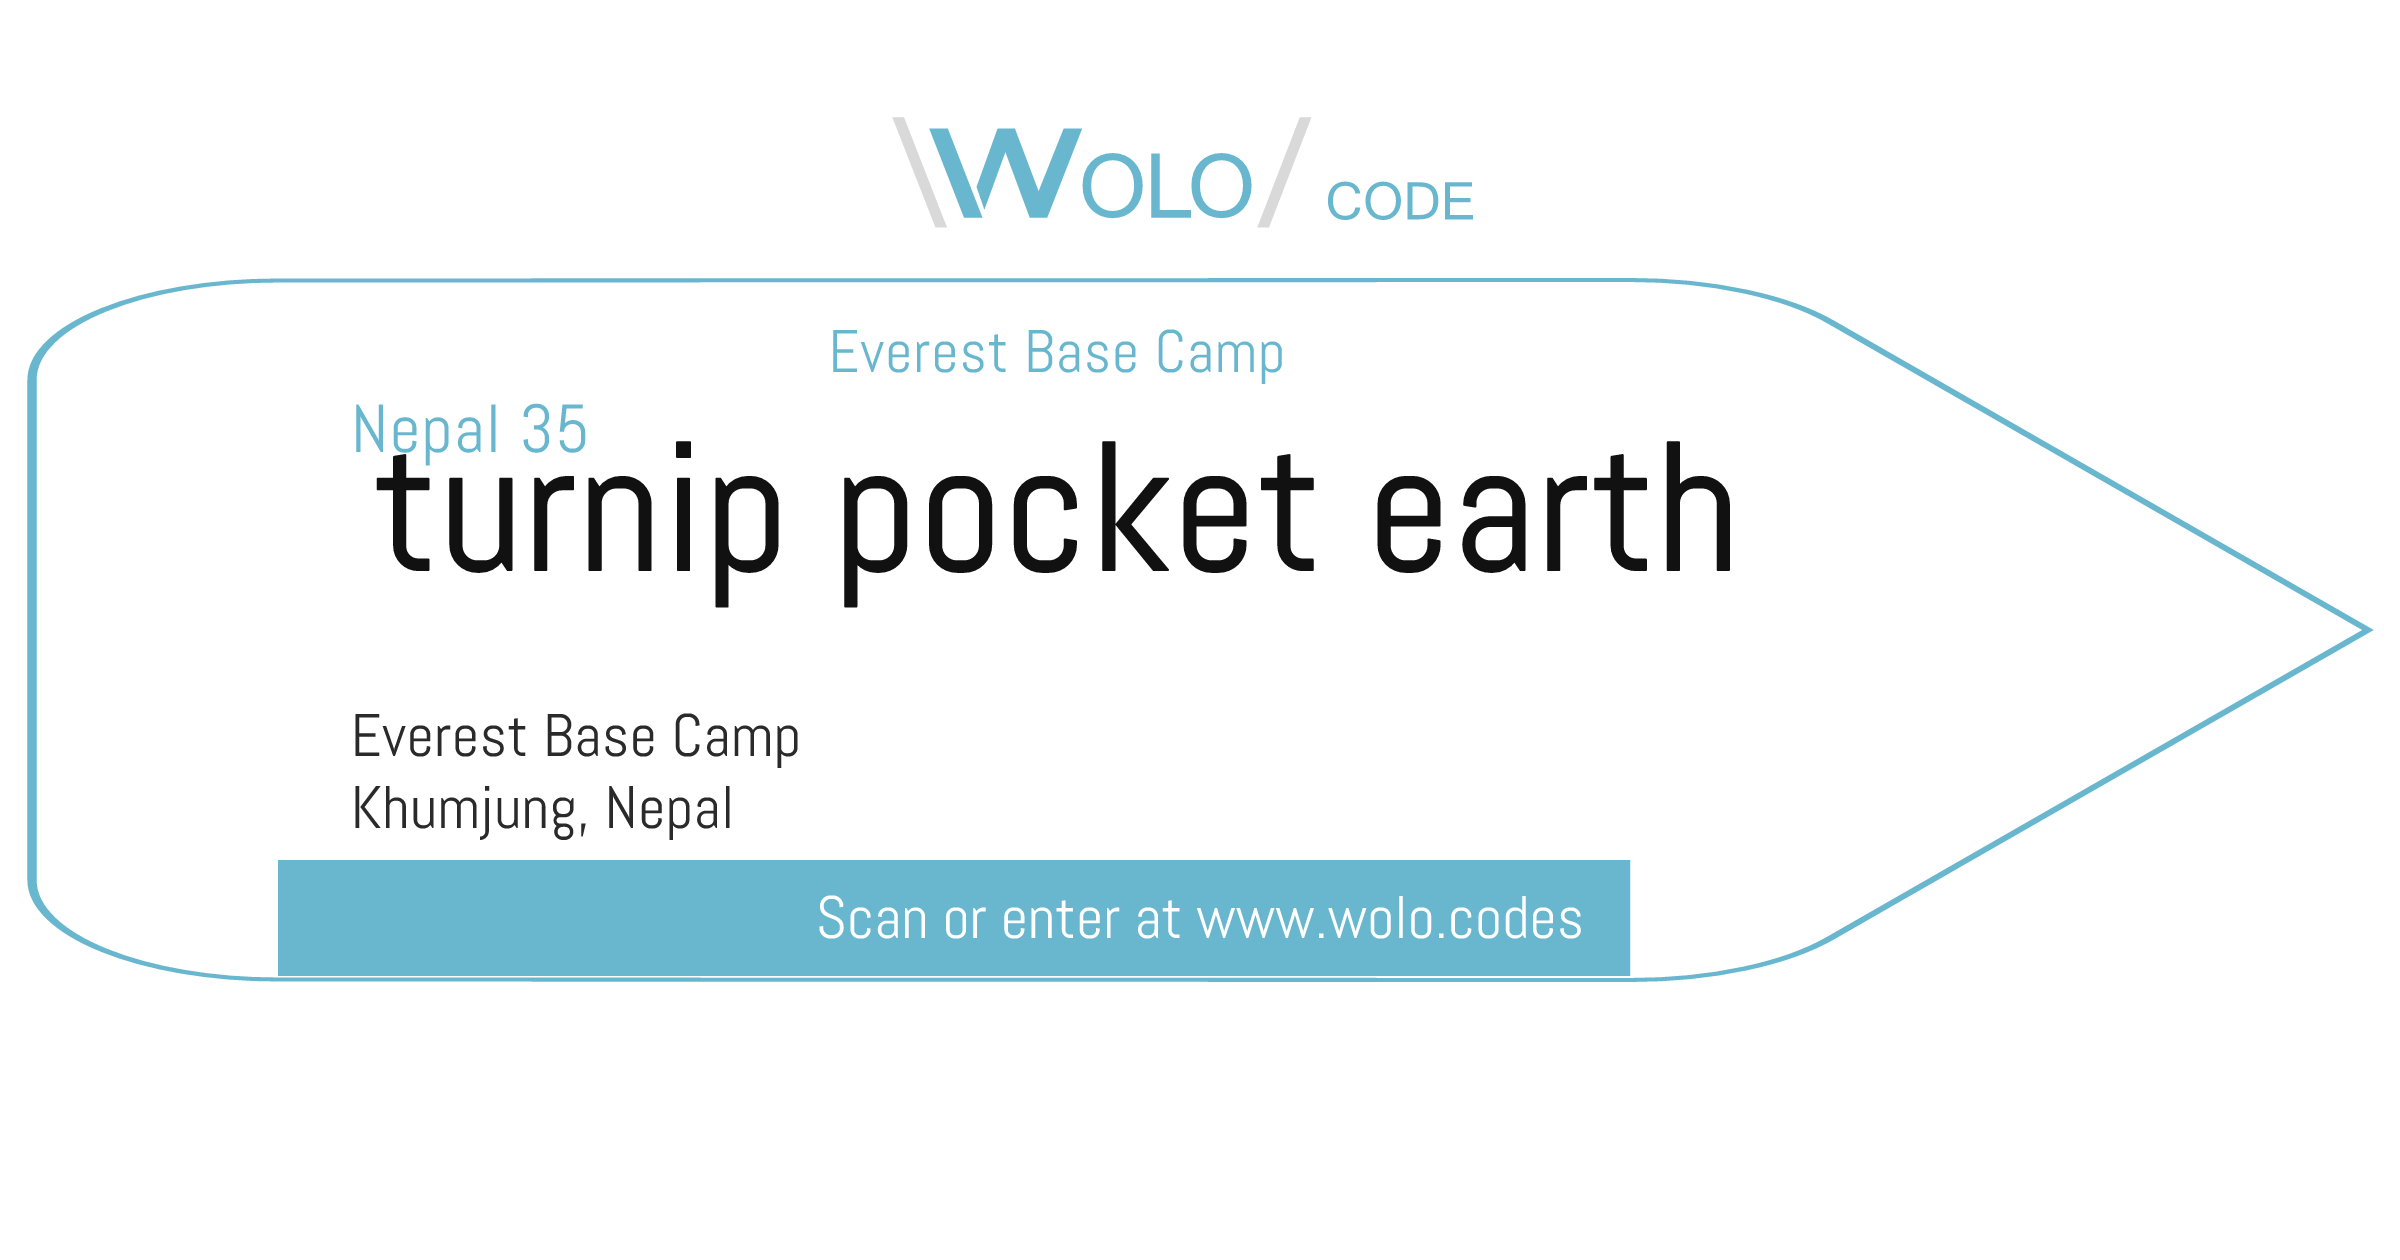 \WOLO/ CODE
Everest Base Camp
Nepal 35
turnip pocket earth
Everest Base Camp
Khumjung, Nepal
Scan or enter at www.wolo.codes